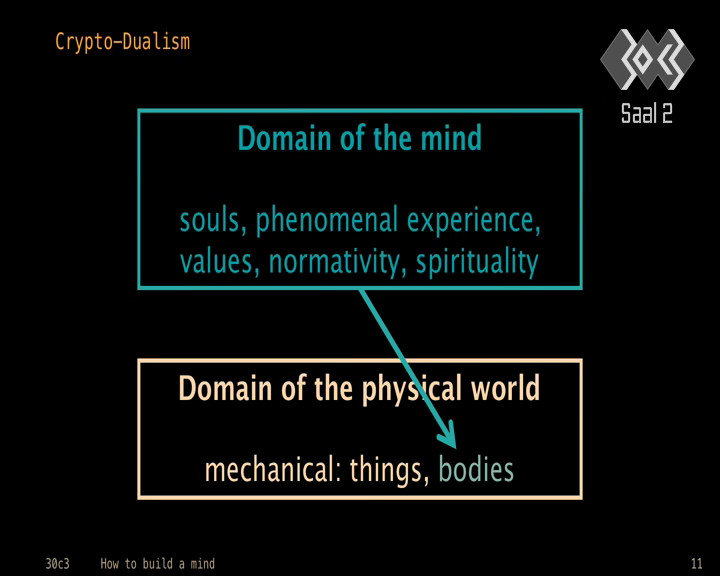 Crypto-Dualism
30c3
Saal 2
Domain of the mind
souls, phenomenal experience,
values, normativity, spirituality
Domain of the physical world
mechanical: things, bodies
30c3 How to build a mind 11